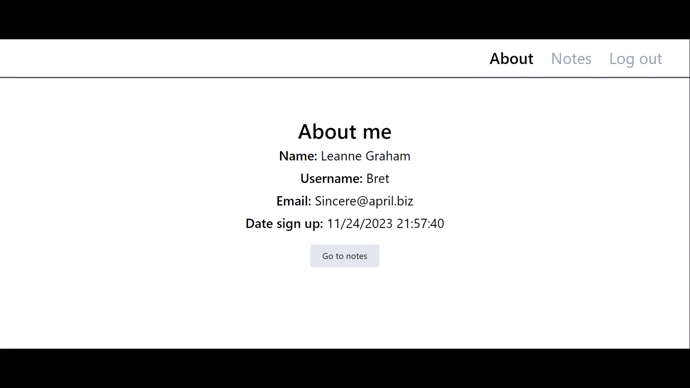 About Notes Log out
About me
Name: Leanne Graham
Username: Bret
Email: Sincere@april.biz
Date sign up: 11/24/2023 21:57:40
Go to notes